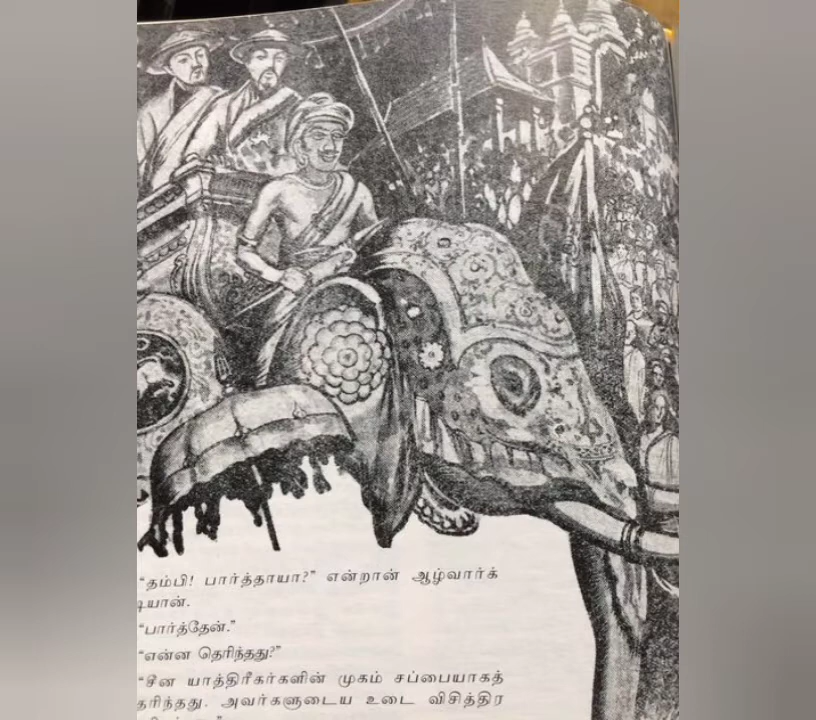 “தம்பி! பார்த்தாயா?” என்றான் ஆழ்வார்க்
டியான்.
“பார்த்தேன்.”
“என்ன தெரிந்தது?”
“சீன யாத்திரீகர்களின் முகம் சப்பையாகத்
தரிந்தது. அவர்களுடைய உடை விசித்திர